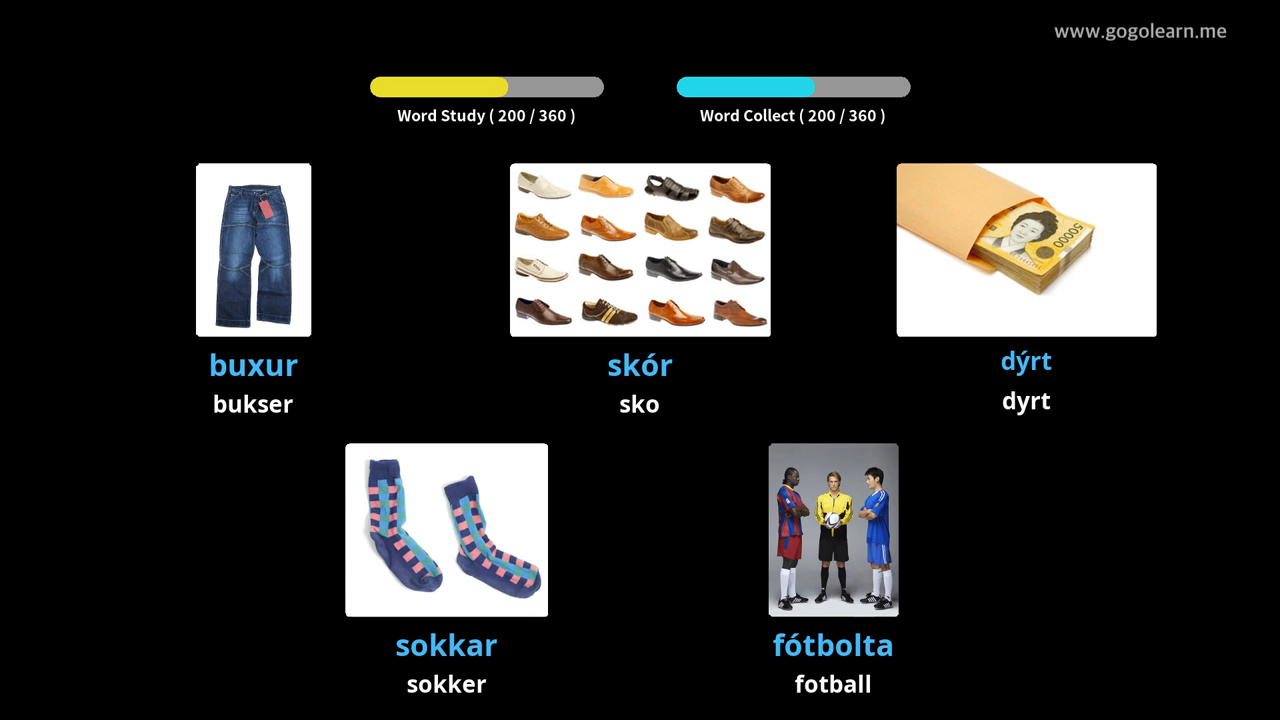 www.gogolearn.me
Word Study ( 200 / 360 )
Word Collect ( 200 / 360 )
50000
buxur
bukser
skór
sko
dýrt
dyrt
sokkar
sokker
fótbolta
fotball